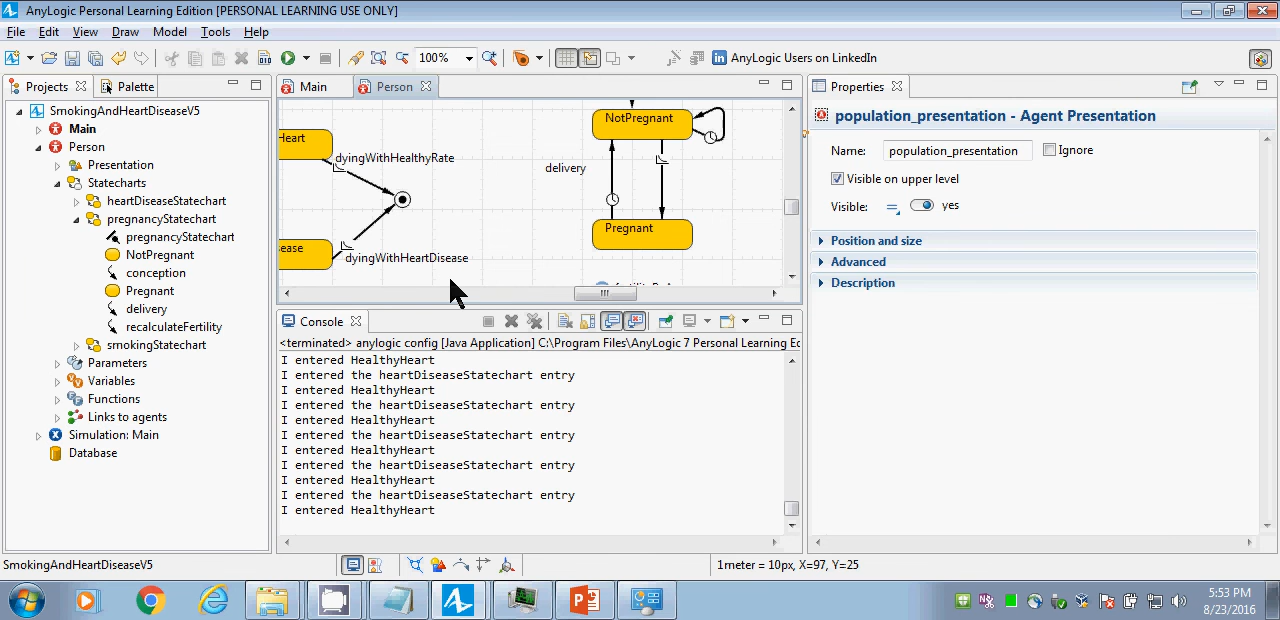 AnyLogic Personal Learning Edition [PERSONAL LEARNING USE ONLY]
File Edit View Draw Model Tools Help
100% AnyLogic Users on LinkedIn
Projects Palette
SmokingAndHeartDiseaseV5
Main
Person
Presentation
Statecharts
heartDiseaseStatechart
pregnancyStatechart
pregnancyStatechart
NotPregnant
conception
Pregnant
delivery
recalculateFertility
smokingStatechart
Parameters
Variables
Functions
Links to agents
Simulation: Main
Database
Main Person
Heart
dyingWithHealthyRate
ease
dyingWithHeartDisease
NotPregnant
delivery
Pregnant
Console
<terminated> anylogic config [Java Application] C:\Program Files\AnyLogic 7 Personal Learning Ec
I entered HealthyHeart
I entered the heartDiseaseStatechart entry
I entered HealthyHeart
I entered the heartDiseaseStatechart entry
I entered HealthyHeart
I entered the heartDiseaseStatechart entry
I entered HealthyHeart
I entered the heartDiseaseStatechart entry
I entered HealthyHeart
I entered the heartDiseaseStatechart entry
I entered HealthyHeart
Properties
population_presentation - Agent Presentation
Name: population_presentation Ignore
Visible on upper level
Visible: yes
Position and size
Advanced
Description
SmokingAndHeartDiseaseV5
1meter = 10px, X=97, Y=25
5:53 PM
8/23/2016